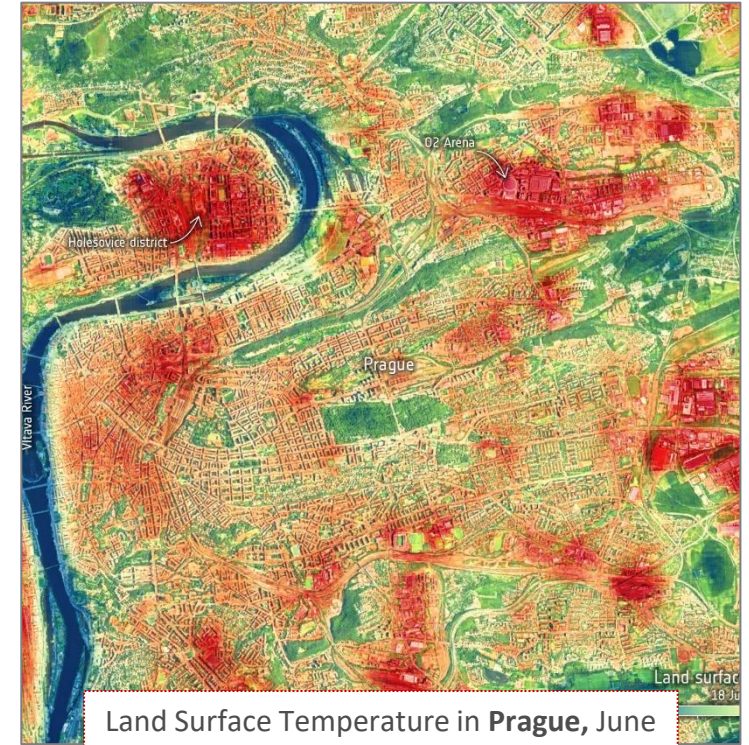 O2 Arena
Holešovice district
Prague
Vltava River
Land surfac
18 Ju
Land Surface Temperature in Prague, June